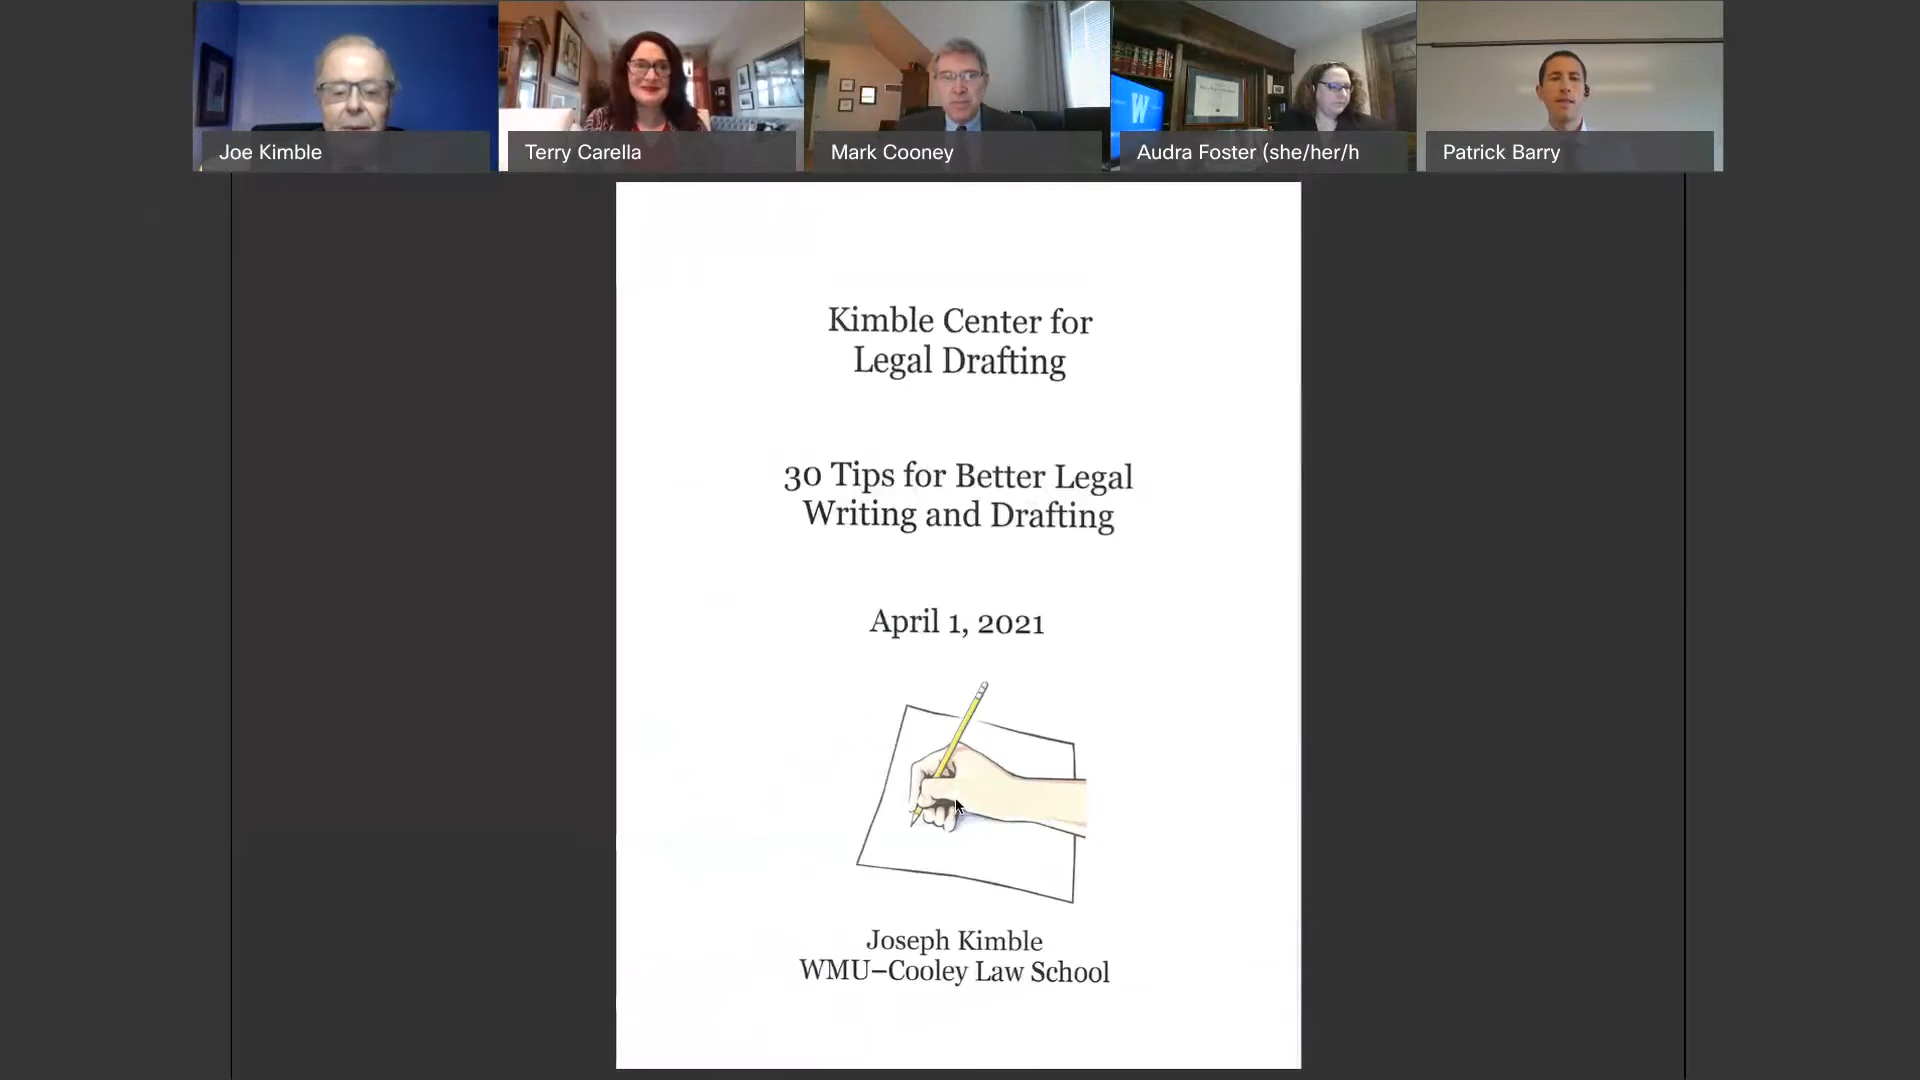 Joe Kimble
Terry Carella
Mark Cooney
W
Audra Foster (she/her/h
Patrick Barry
Kimble Center for
Legal Drafting
30 Tips for Better Legal
Writing and Drafting
April 1, 2021
Joseph Kimble
WMU–Cooley Law School